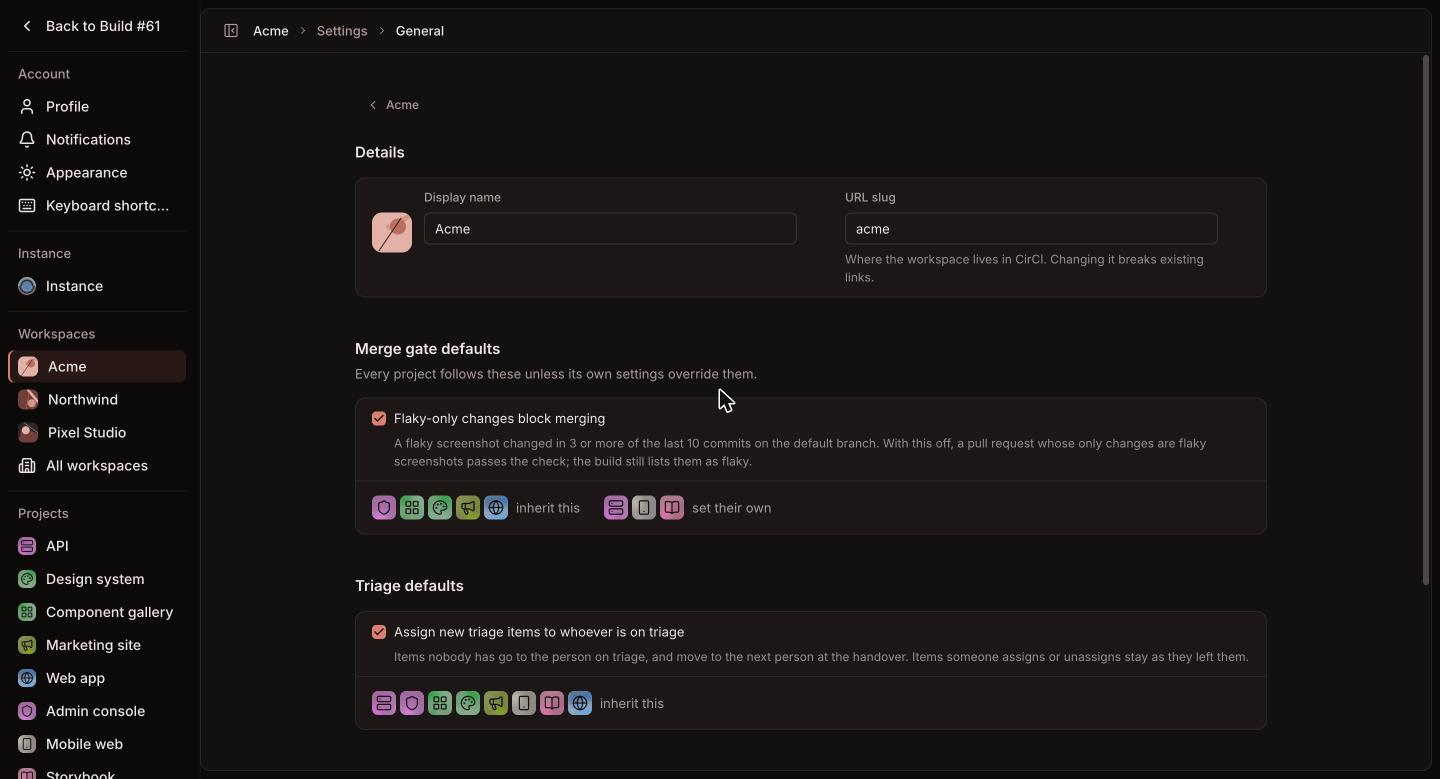 Back to Build #61
Account
Profile
Notifications
Appearance
Keyboard shortc...
Instance
Instance
Workspaces
Acme
Northwind
Pixel Studio
All workspaces
Projects
API
Design system
Component gallery
Marketing site
Web app
Admin console
Mobile web
Storybook
Acme > Settings > General
Acme
Details
Display name
Acme
URL slug
acme
Where the workspace lives in CirCI. Changing it breaks existing
links.
Merge gate defaults
Every project follows these unless its own settings override them.
Flaky-only changes block merging
A flaky screenshot changed in 3 or more of the last 10 commits on the default branch. With this off, a pull request whose only changes are flaky
screenshots passes the check; the build still lists them as flaky.
inherit this
set their own
Triage defaults
Assign new triage items to whoever is on triage
Items nobody has go to the person on triage, and move to the next person at the handover. Items someone assigns or unassigns stay as they left them.
inherit this